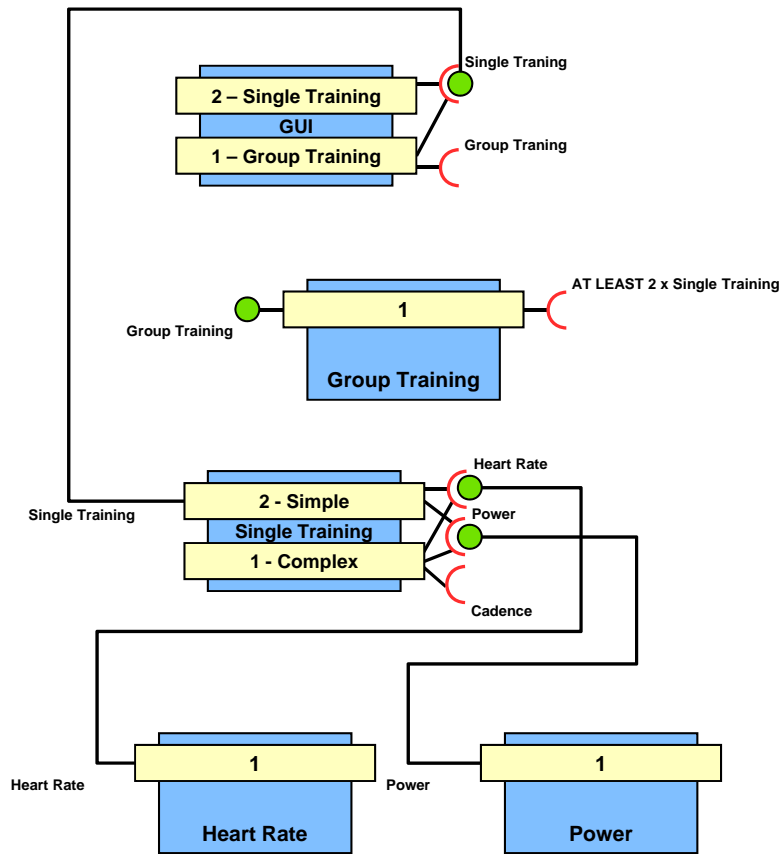 Single Traning
2 – Single Training
GUI
1 – Group Training
Group Traning
AT LEAST 2 x Single Training
1
Group Training
Group Training
Heart Rate
2 - Simple
Power
Single Training
Single Training
1 - Complex
Cadence
1
1
Heart Rate
Power
Heart Rate
Power